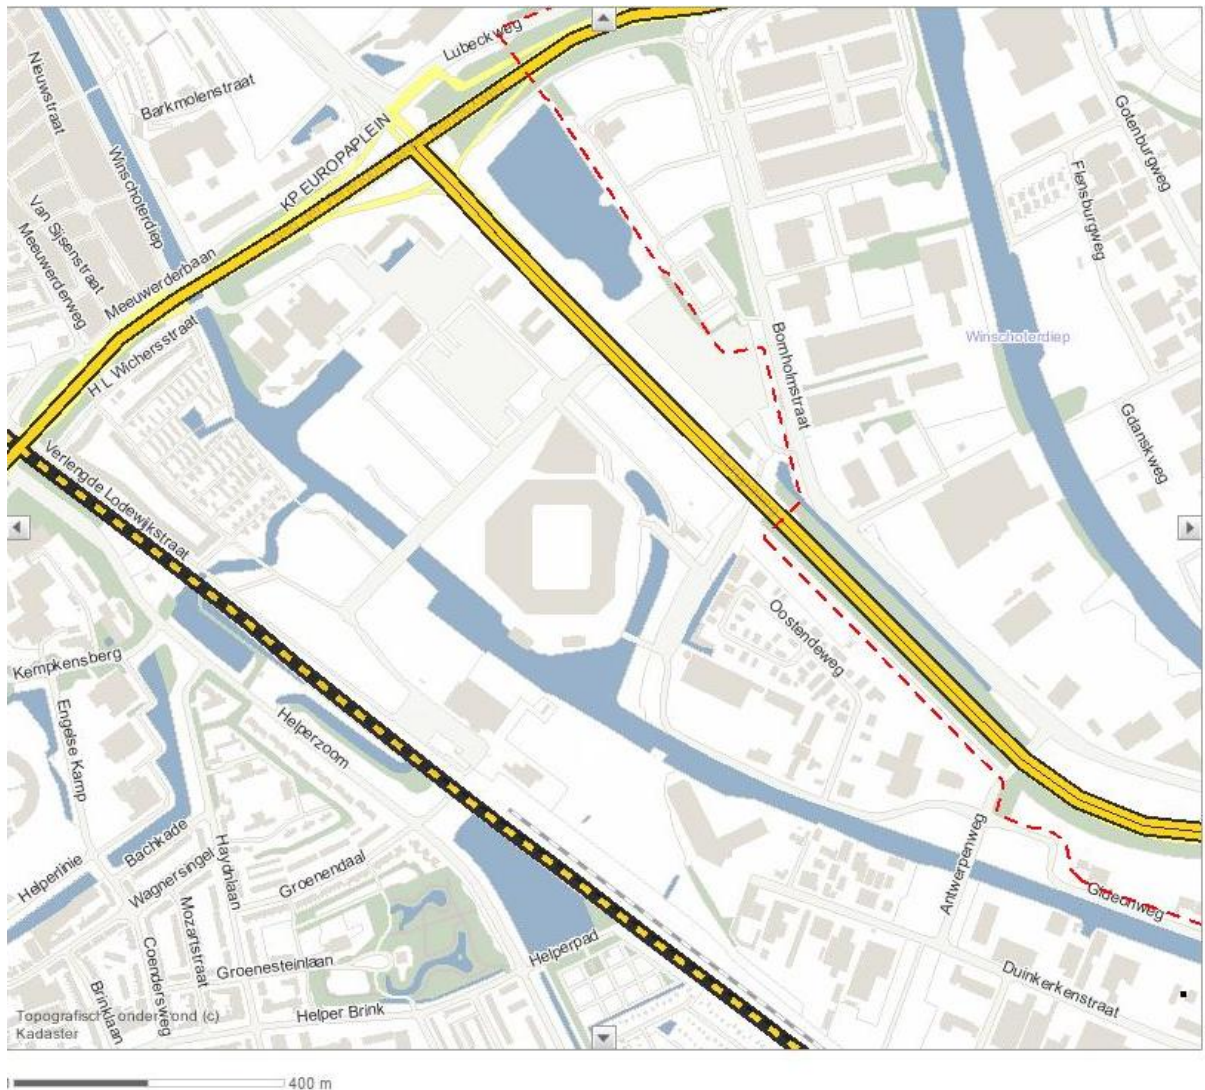 Lubeckweg
Nieuwstraat
Barkmolenstraat
Gotenburgweg
KP EUROPAPLEIN
Winschoterdiep
Flensburgweg
Van Sijsenstraat
Meeuwerderweg
Meeuwerderbaan
H L Wichersstraat
Bornholmstraat
Winschoterdiep
Gdanskweg
Verlengde Lodewijkstraat
Oostendeweg
Kempkensberg
Engelse Kamp
Helperzoom
Bachkade
Haydnlaan
Helperlinie
Wagnersingel
Groenendaal
Antwerpenweg
Gideonweg
Mozartstraat
Coendersweg
Helperpad
Groenesteinlaan
Duinkerkenstraat
Brinklaan
Helper Brink
Topografische ondergrond (c)
Kadaster
400 m